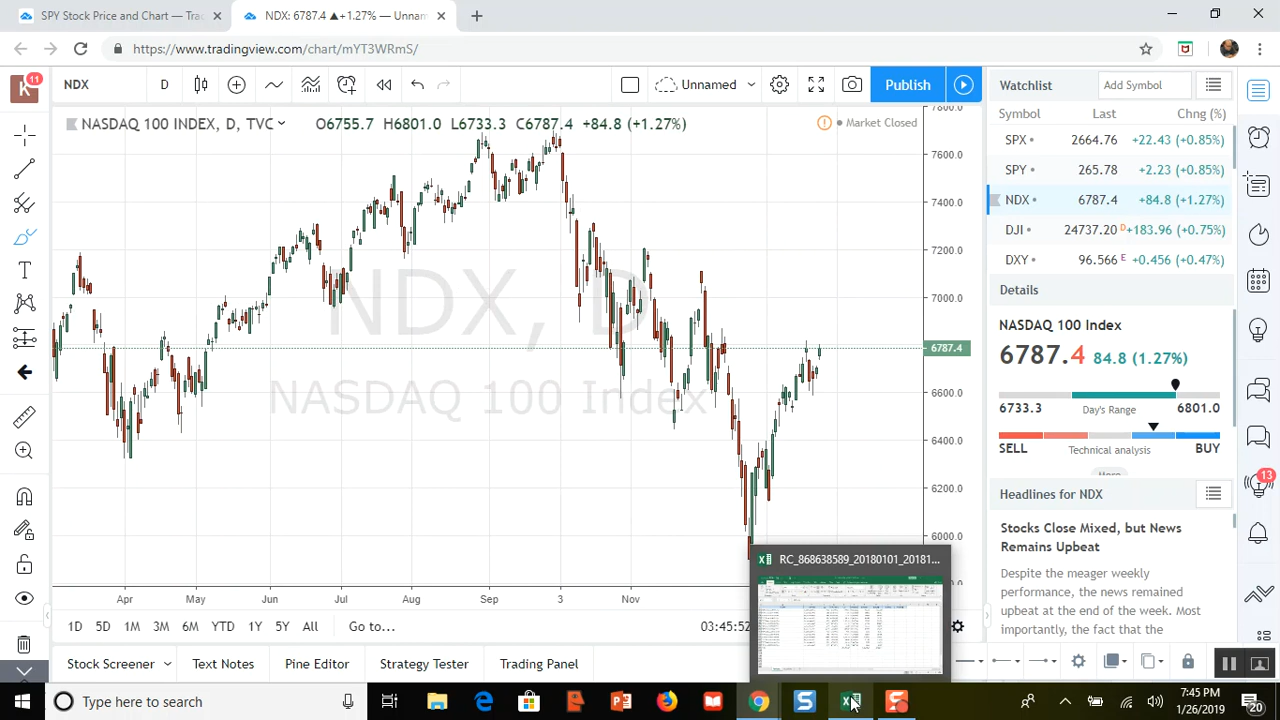 SPY Stock Price and Chart — Trad
NDX: 6787.4 ▲+1.27% — Unnam
https://www.tradingview.com/chart/mYT3WRmS/
K
11
NDX
D
Unnamed
Publish
Watchlist
Add Symbol
NASDAQ 100 INDEX, D, TVC
O6755.7 H6801.0 L6733.3 C6787.4 +84.8 (+1.27%)
Market Closed
Symbol Last Chng (%)
SPX 2664.76 +22.43 (+0.85%)
SPY 265.78 +2.23 (+0.85%)
NDX 6787.4 +84.8 (+1.27%)
DJI 24737.20 D +183.96 (+0.75%)
DXY 96.566 E +0.456 (+0.47%)
7800.0
7600.0
7400.0
7200.0
7000.0
6787.4
6600.0
6400.0
6200.0
6000.0
NDX, D
NASDAQ 100 Index
Details
NASDAQ 100 Index
6787.4 84.8 (1.27%)
6733.3 Day's Range 6801.0
SELL Technical analysis BUY
More
Headlines for NDX
13
Stocks Close Mixed, but News
Remains Upbeat
Despite the meager weekly
performance, the news remained
upbeat at the end of the week. More
importantly, the fact that the
RC_868638589_20180101_20181...
Jun Jul Aug Sep Nov
1D 5D 1M 3M 6M YTD 1Y 5Y All Go to...
03:45:52
Stock Screener Text Notes Pine Editor Strategy Tester Trading Panel
Type here to search
7:45 PM
1/26/2019
20